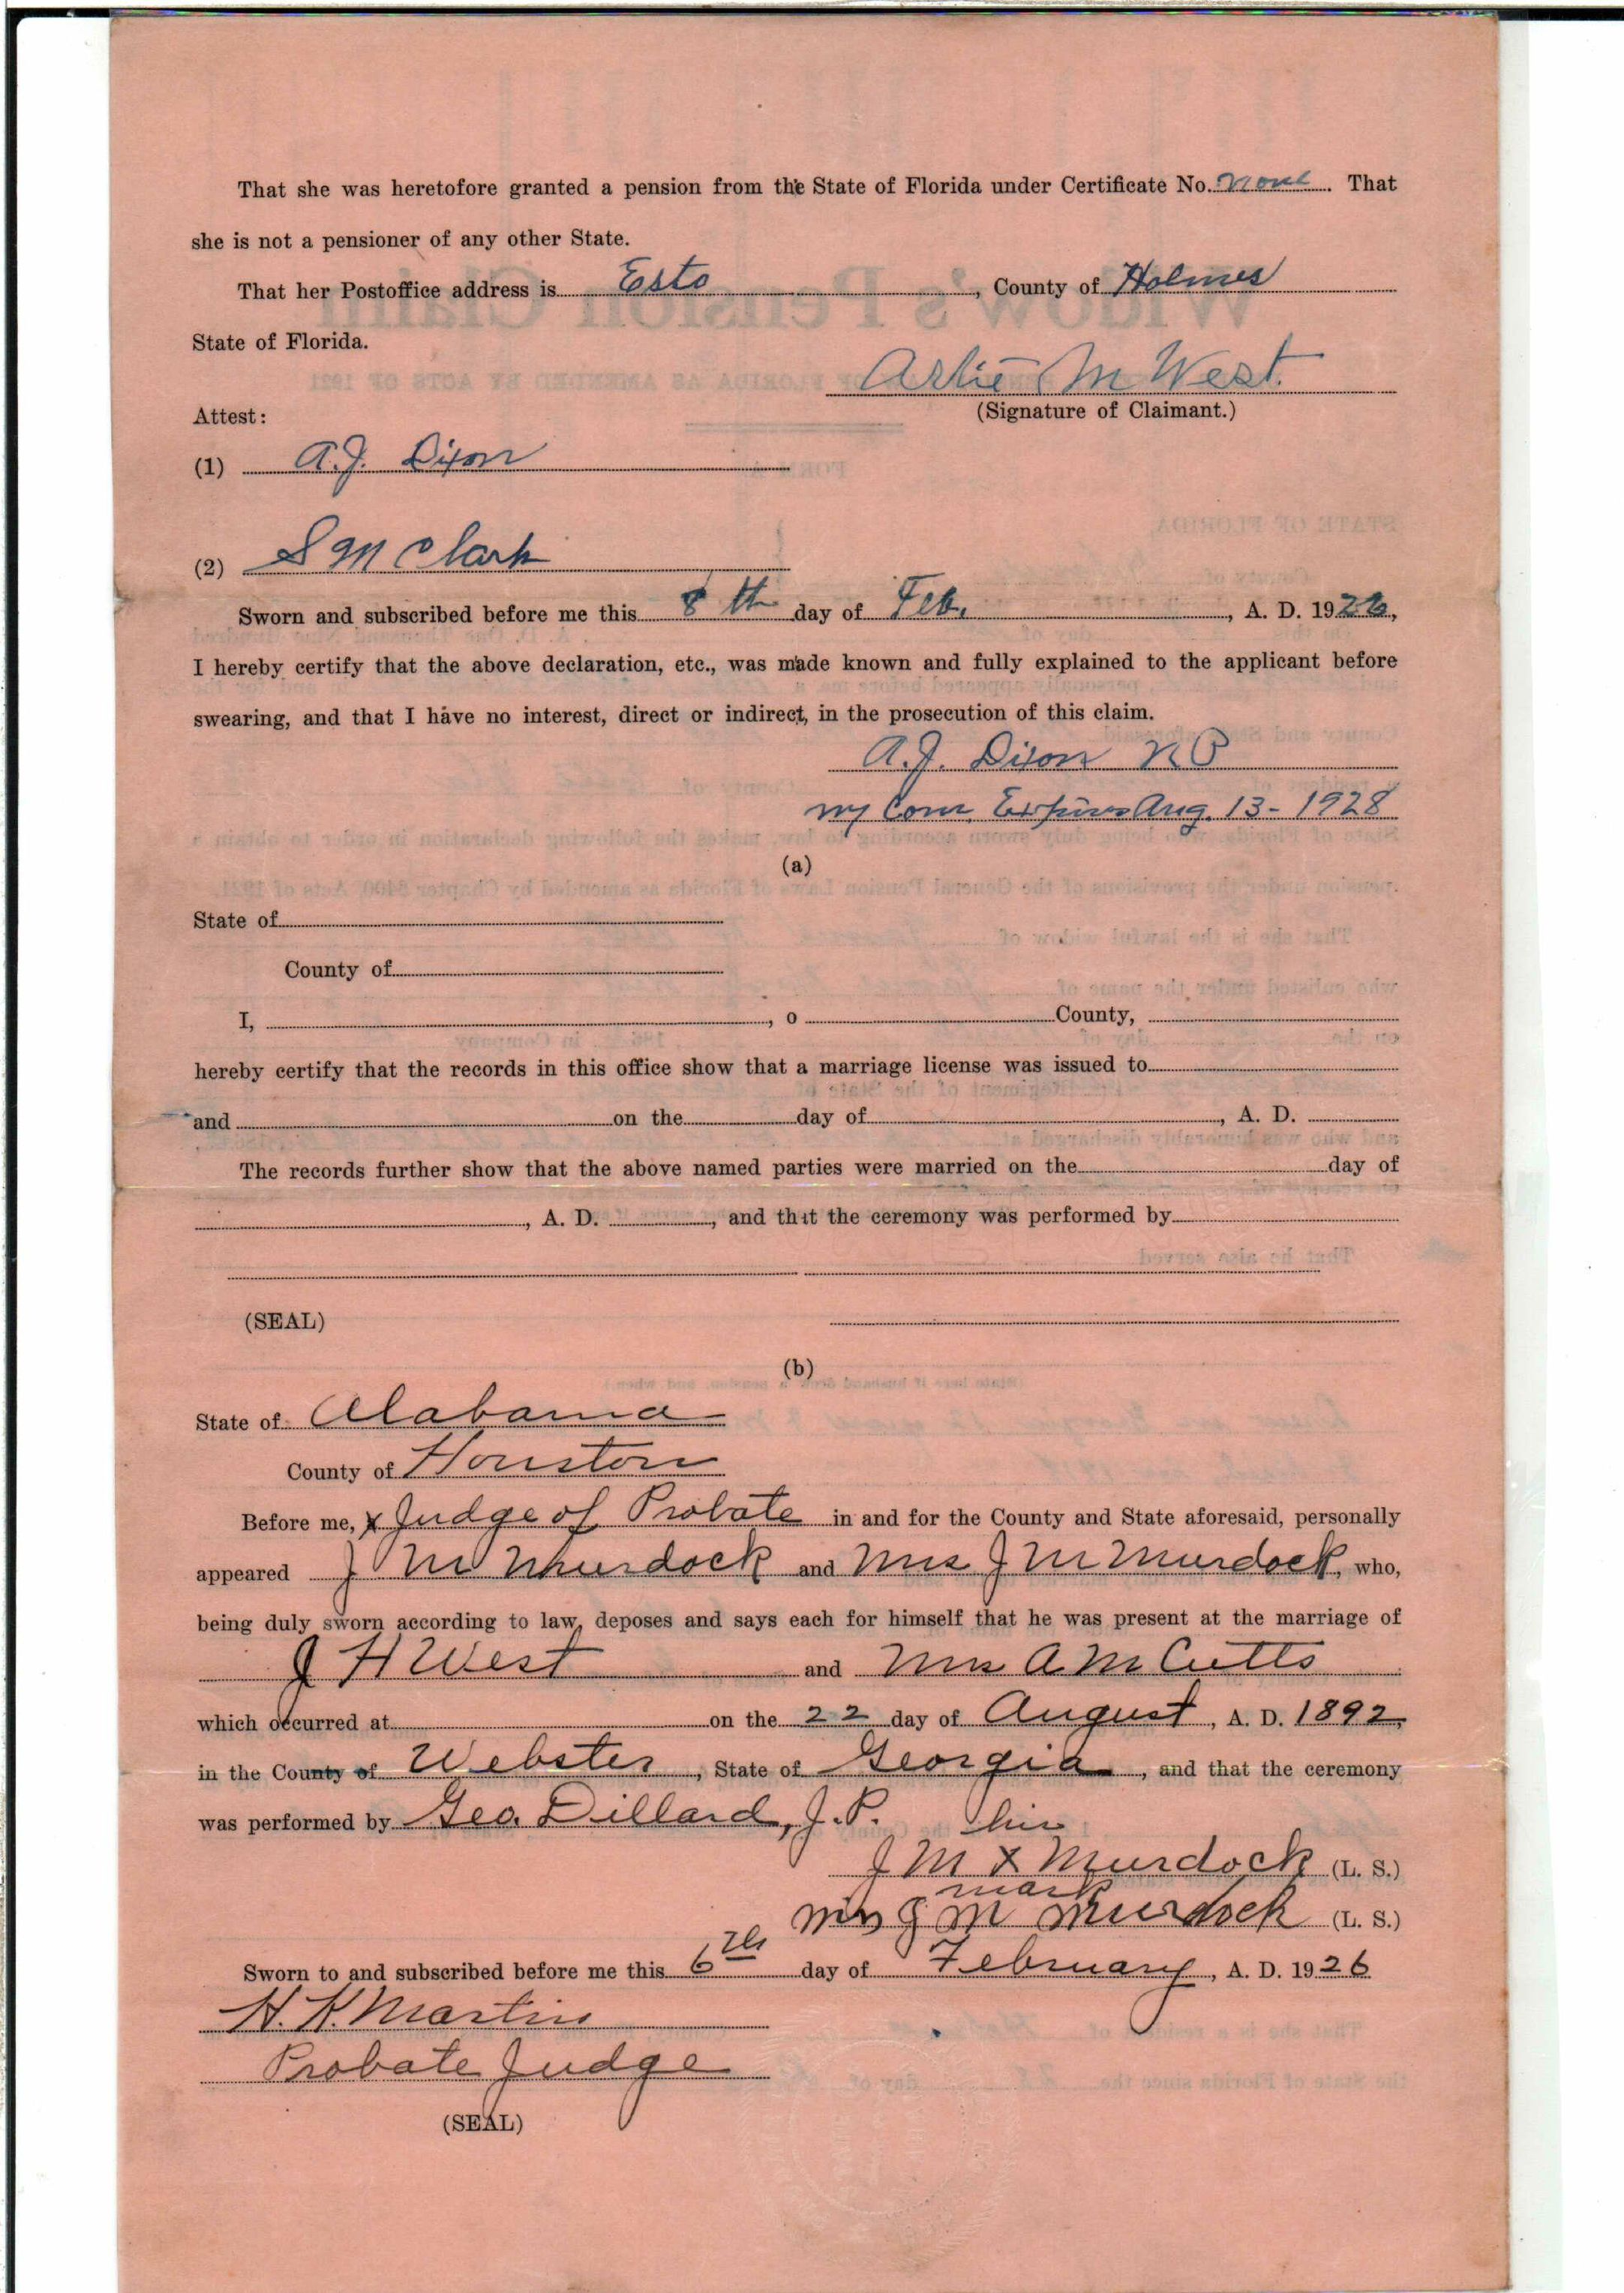 That she was heretofore granted a pension from the State of Florida under Certificate No. none. That
she is not a pensioner of any other State.
That her Postoffice address is Esto, County of Holmes
State of Florida.
Arlie M West.
Attest:
(Signature of Claimant.)
(1) A.J. Dixon
(2) S M Clark
Sworn and subscribed before me this 8th day of Feb., A. D. 1926,
I hereby certify that the above declaration, etc., was made known and fully explained to the applicant before
swearing, and that I have no interest, direct or indirect, in the prosecution of this claim.
A.J. Dixon NP
my Com. Expires Aug. 13-1928
(a)
State of
County of
I, , o County,
hereby certify that the records in this office show that a marriage license was issued to
and on the day of , A. D.
The records further show that the above named parties were married on the day of
, A. D. , and that the ceremony was performed by
(SEAL)
(b)
State of Alabama
County of Houston
Before me, Judge of Probate in and for the County and State aforesaid, personally
appeared J M Murdock and Mrs J M Murdock, who,
being duly sworn according to law, deposes and says each for himself that he was present at the marriage of
J H West and Mrs A M Cutts
which occurred at on the 22 day of August, A. D. 1892,
in the County of Webster, State of Georgia, and that the ceremony
was performed by Geo. Dillard, J.P. his
J M X Murdock (L. S.)
mark
Mrs J M Murdock (L. S.)
Sworn to and subscribed before me this 6th day of February, A. D. 1926
H. K. Martin
Probate Judge
(SEAL)